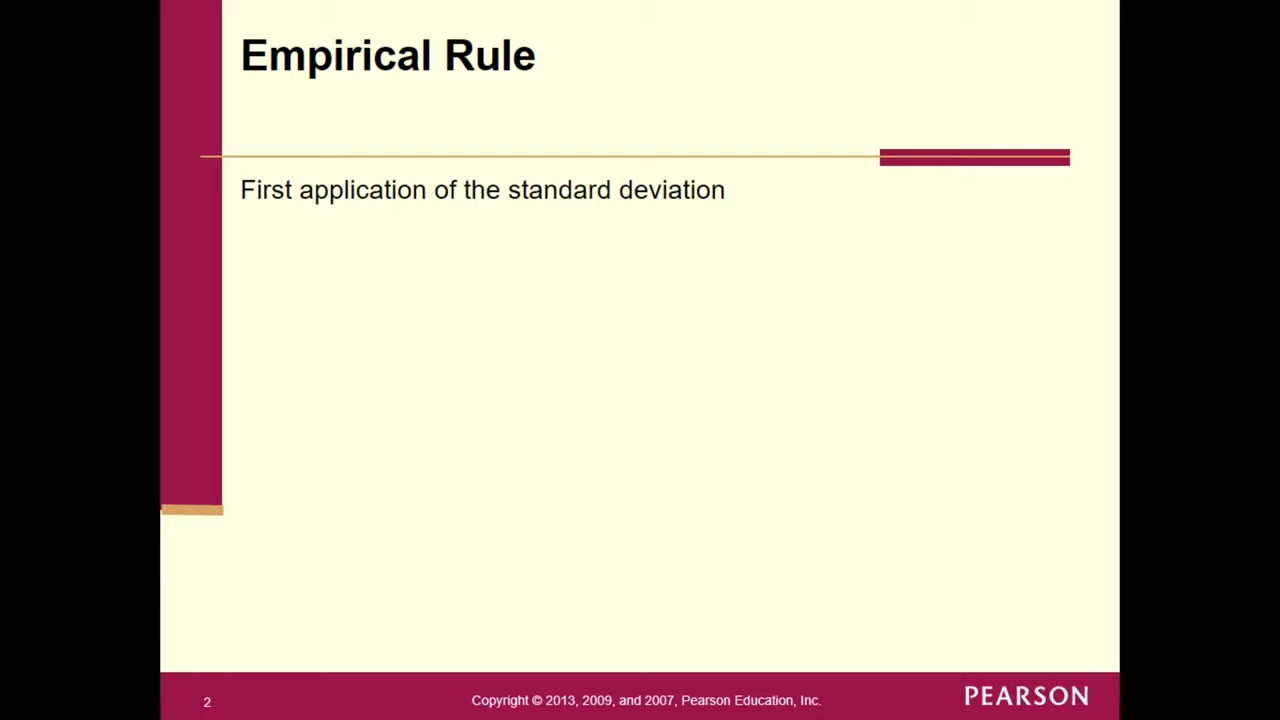 Empirical Rule
First application of the standard deviation
2
Copyright © 2013, 2009, and 2007, Pearson Education, Inc.
PEARSON